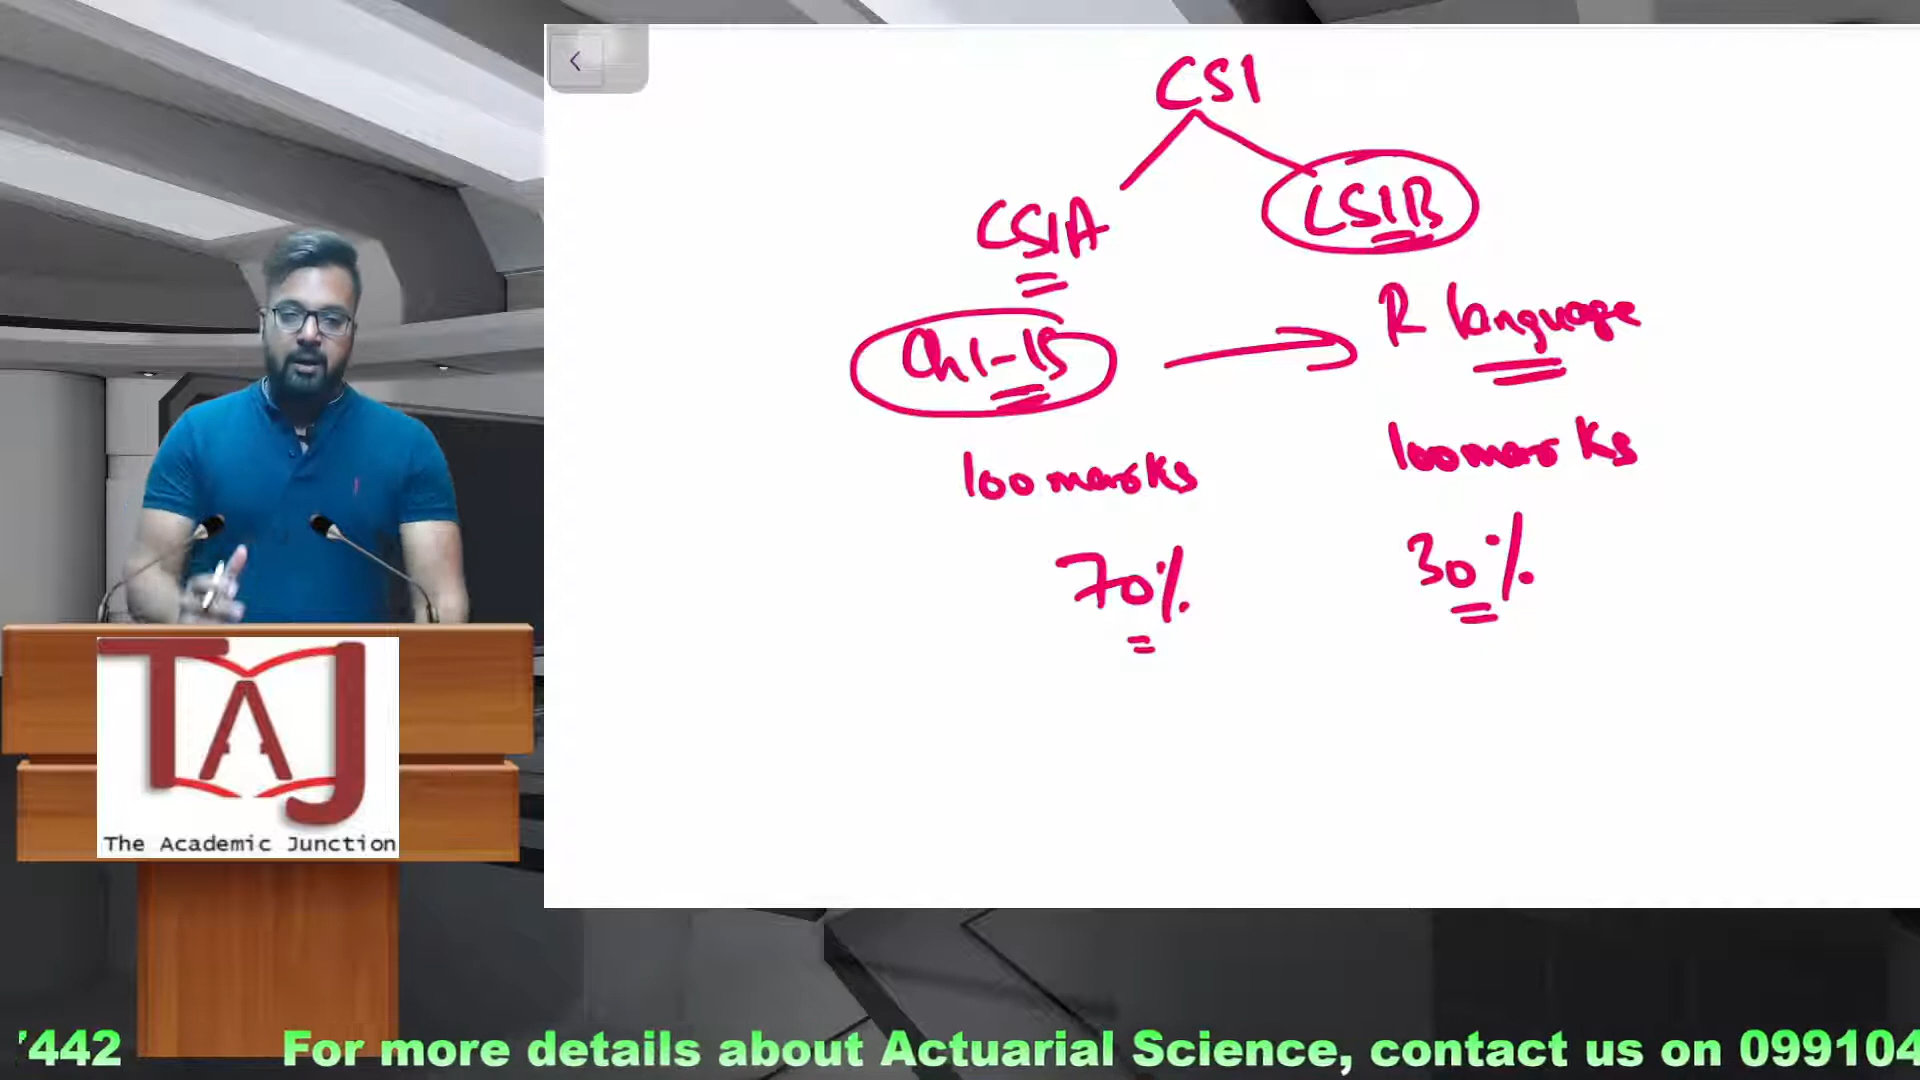 CS1
CS1A
CS1B
Ch1-15
R language
100 marks
100 marks
70%
30%
TAJ
The Academic Junction
442
For more details about Actuarial Science, contact us on 099104